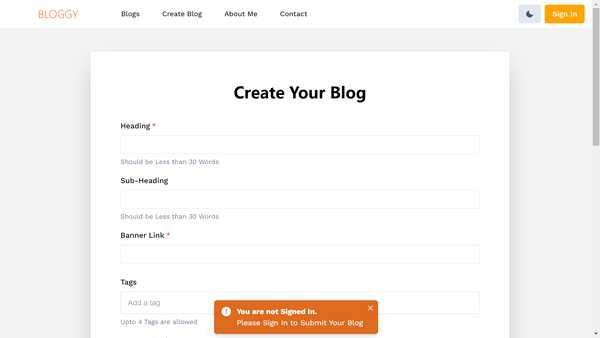 BLOGGY Blogs Create Blog About Me Contact Sign In
Create Your Blog
Heading *
Should be Less than 30 Words
Sub-Heading
Should be Less than 30 Words
Banner Link *
Tags
Add a tag
Upto 4 Tags are allowed
You are not Signed In.
Please Sign In to Submit Your Blog